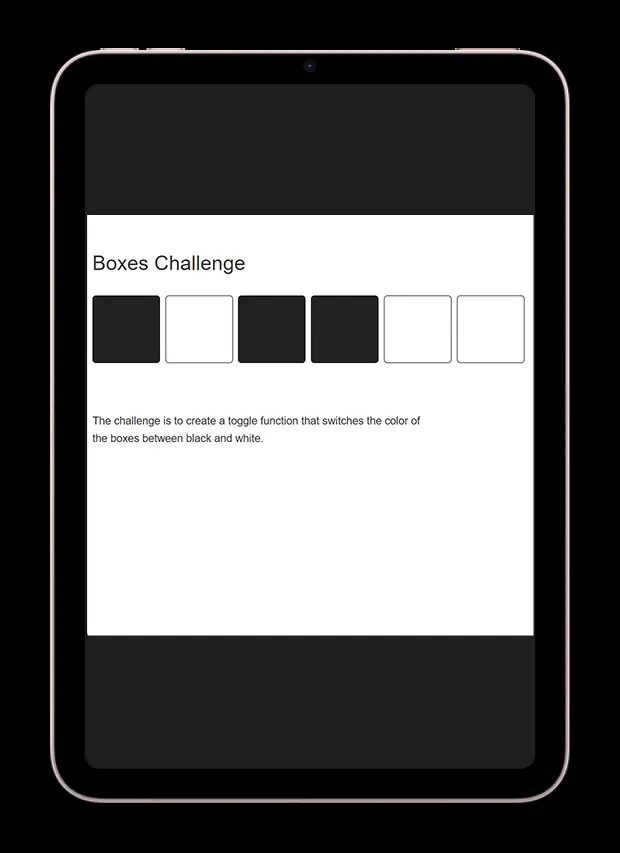 Boxes Challenge
The challenge is to create a toggle function that switches the color of
the boxes between black and white.